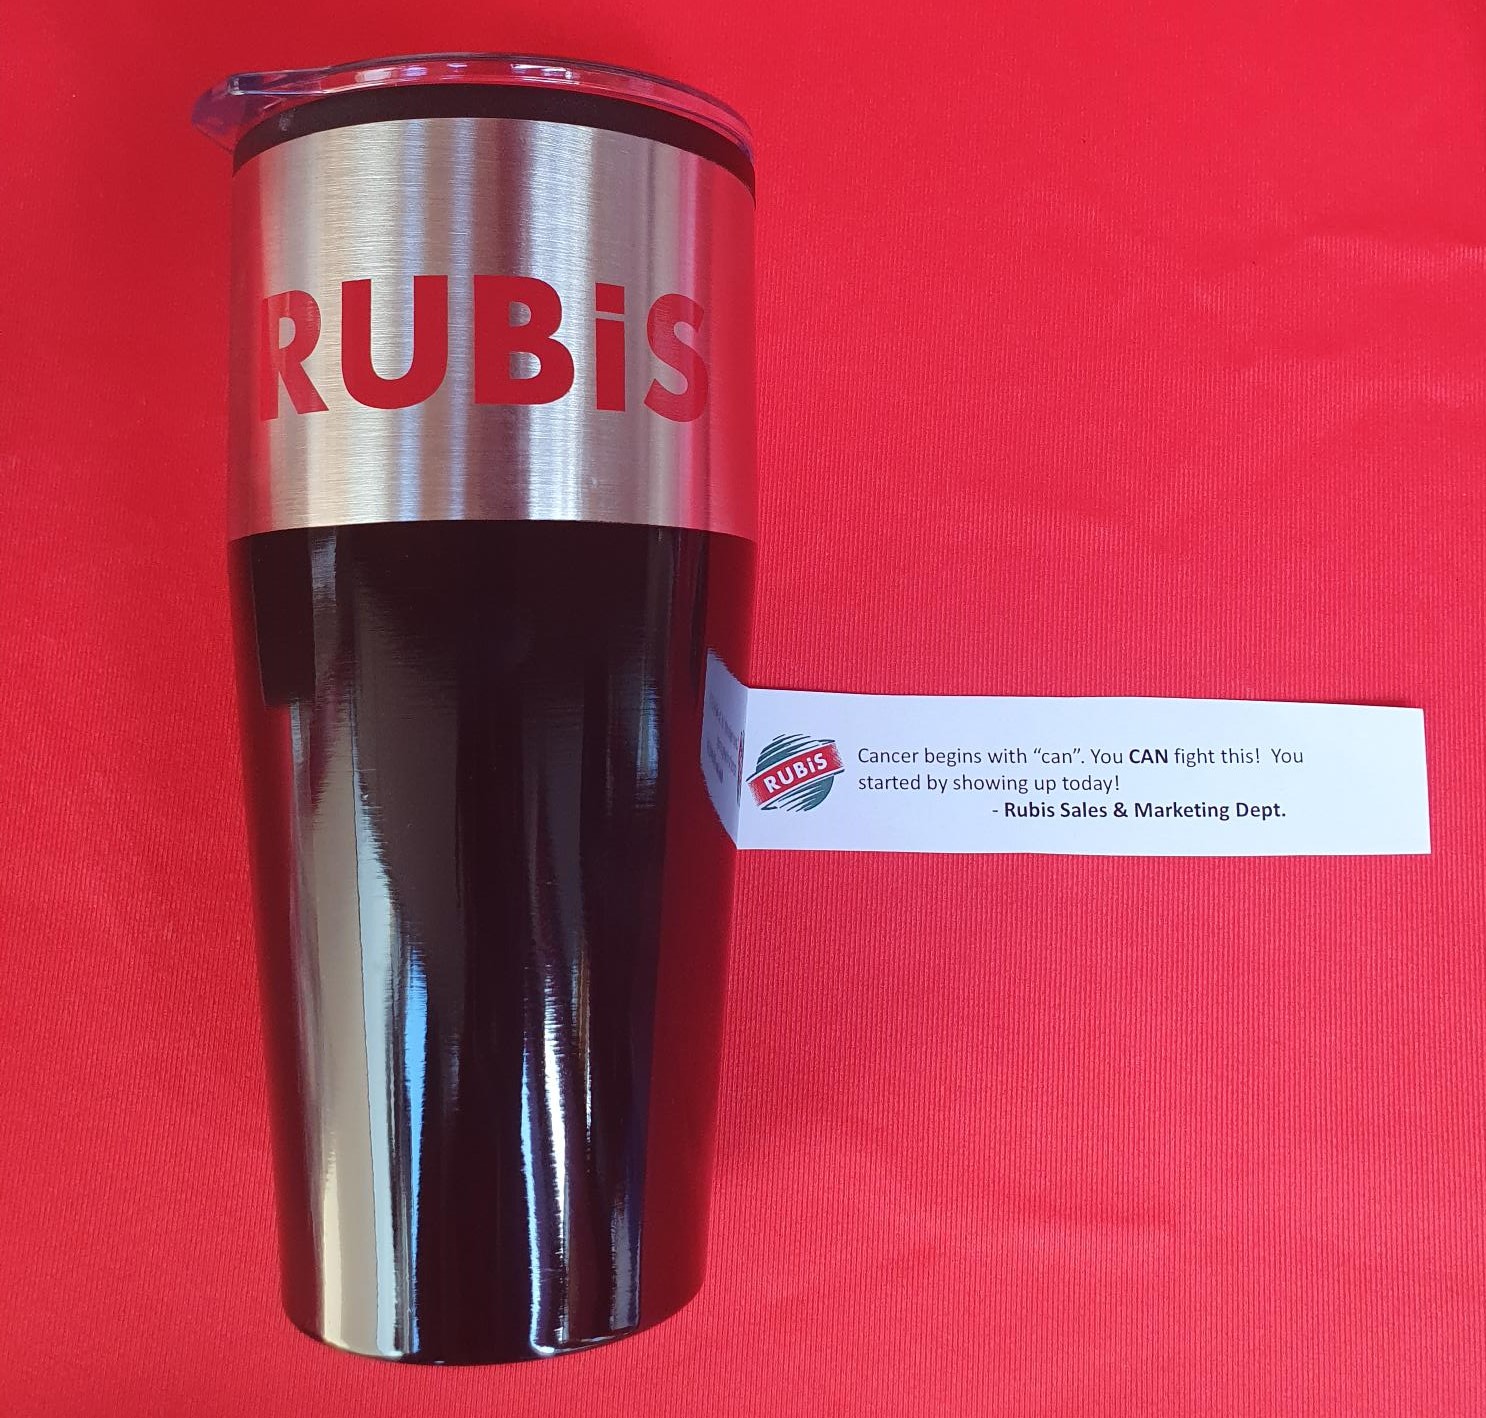 RUBiS
RUBiS
Cancer begins with “can”. You CAN fight this!  You
started by showing up today!
- Rubis Sales & Marketing Dept.